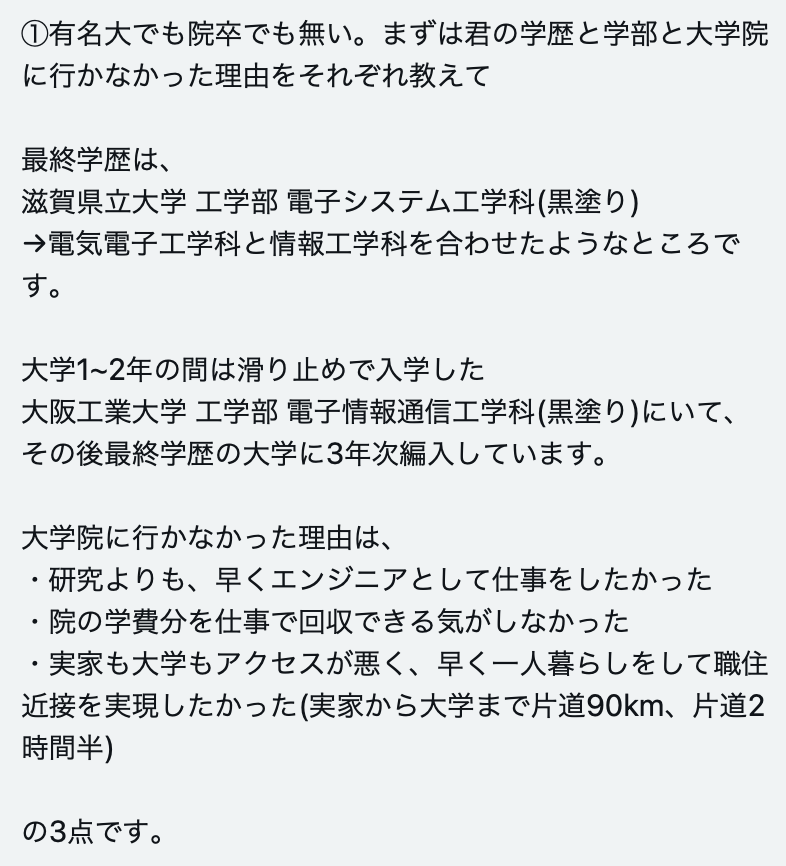 ①有名大でも院卒でも無い。まずは君の学歴と学部と大学院
に行かなかった理由をそれぞれ教えて
最終学歴は、
滋賀県立大学 工学部 電子システム工学科(黒塗り)
→電気電子工学科と情報工学科を合わせたようなところで
す。
大学1~2年の間は滑り止めで入学した
大阪工業大学 工学部 電子情報通信工学科(黒塗り)にいて、
その後最終学歴の大学に3年次編入しています。
大学院に行かなかった理由は、
・研究よりも、早くエンジニアとして仕事をしたかった
・院の学費分を仕事で回収できる気がしなかった
・実家も大学もアクセスが悪く、早く一人暮らしをして職住
近接を実現したかった(実家から大学まで片道90km、片道2
時間半)
の3点です。